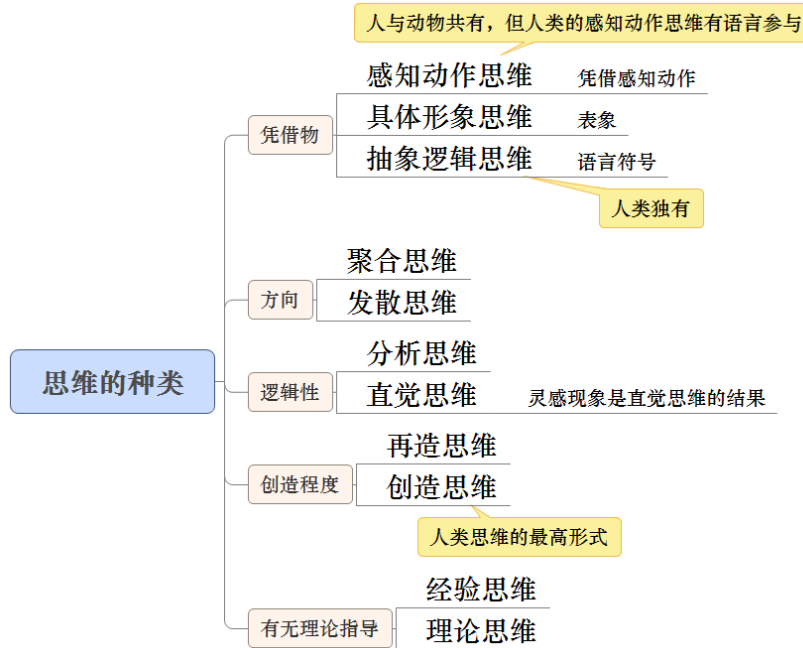 人与动物共有，但人类的感知动作思维有语言参与
感知动作思维 凭借感知动作
凭借物
具体形象思维 表象
抽象逻辑思维 语言符号
人类独有
聚合思维
方向
发散思维
思维的种类
分析思维
逻辑性
直觉思维 灵感现象是直觉思维的结果
再造思维
创造程度
创造思维
人类思维的最高形式
经验思维
有无理论指导
理论思维